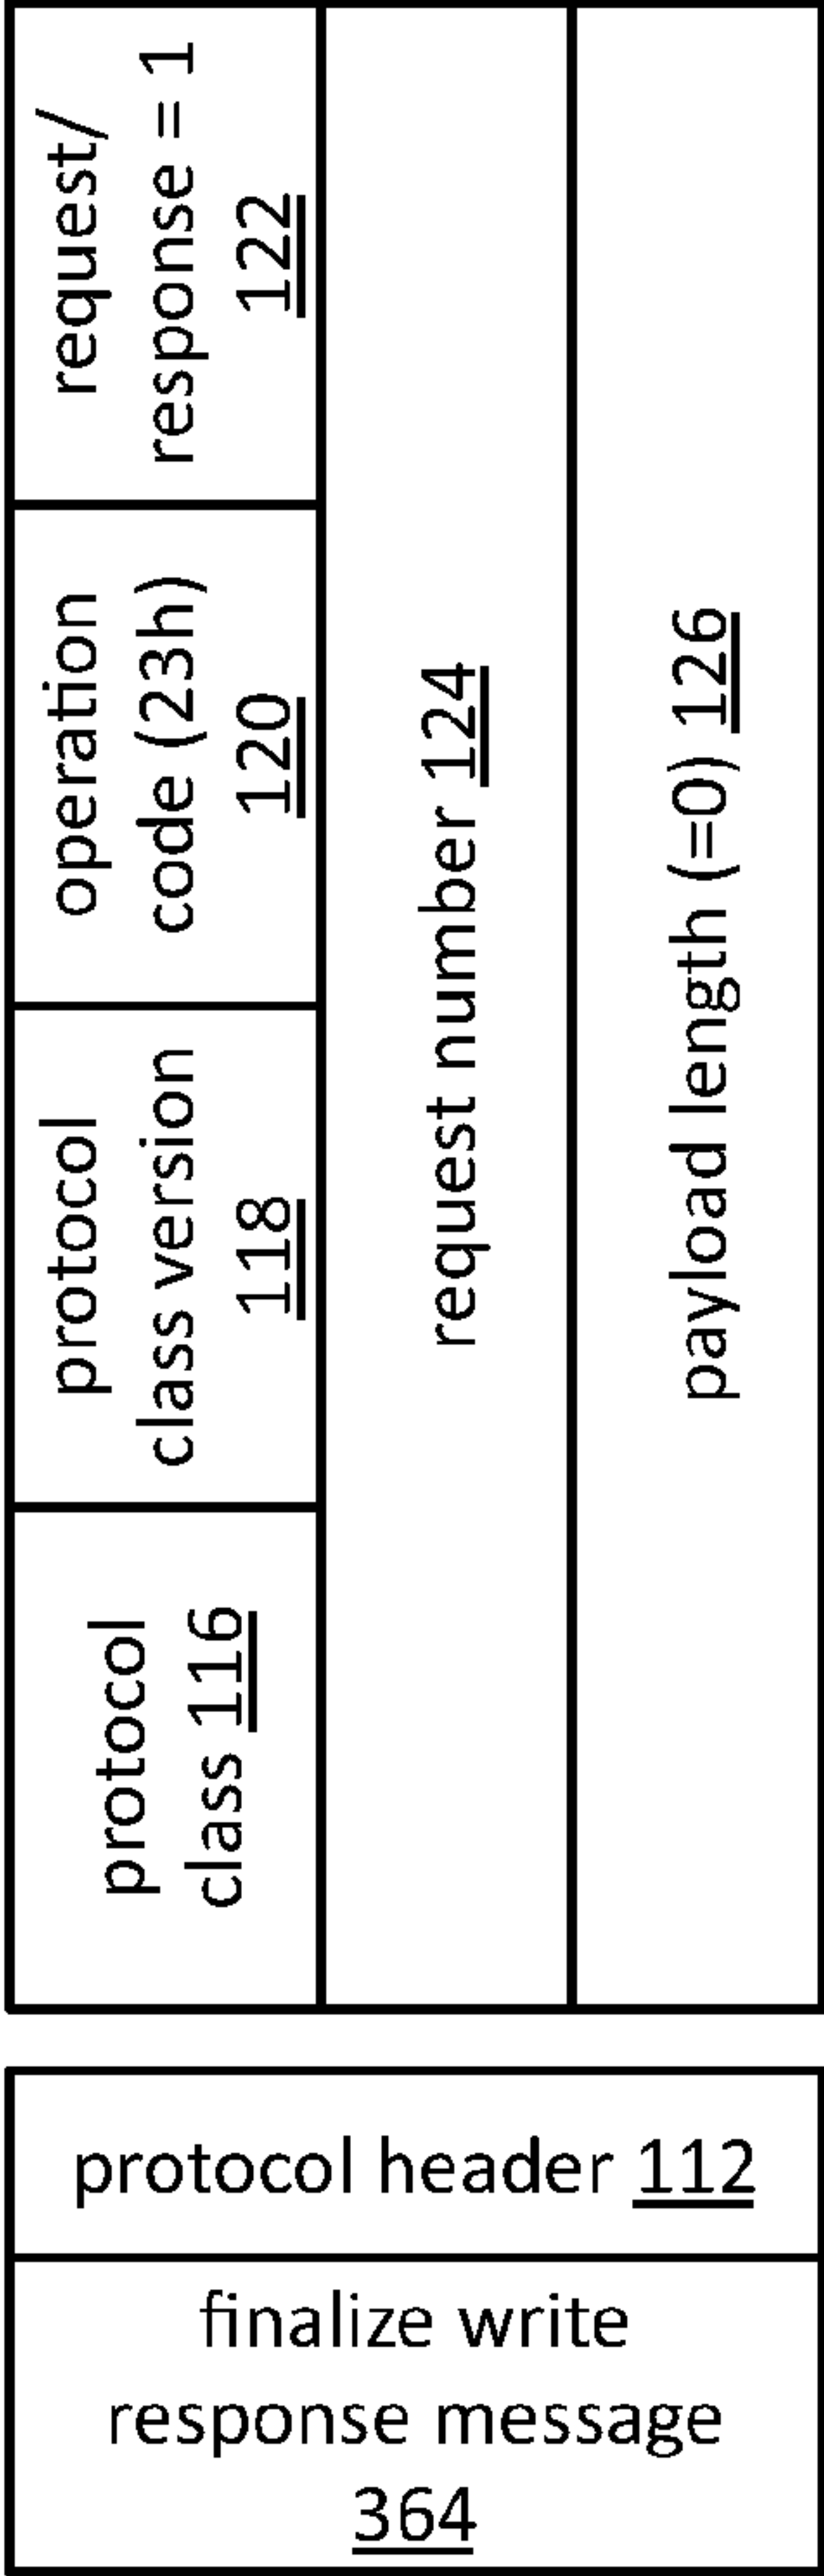 finalize write
response message
364
protocol header 112
protocol
class 116
protocol
class version
118
operation
code (23h)
120
request/
response = 1
122
request number 124
payload length (=0) 126